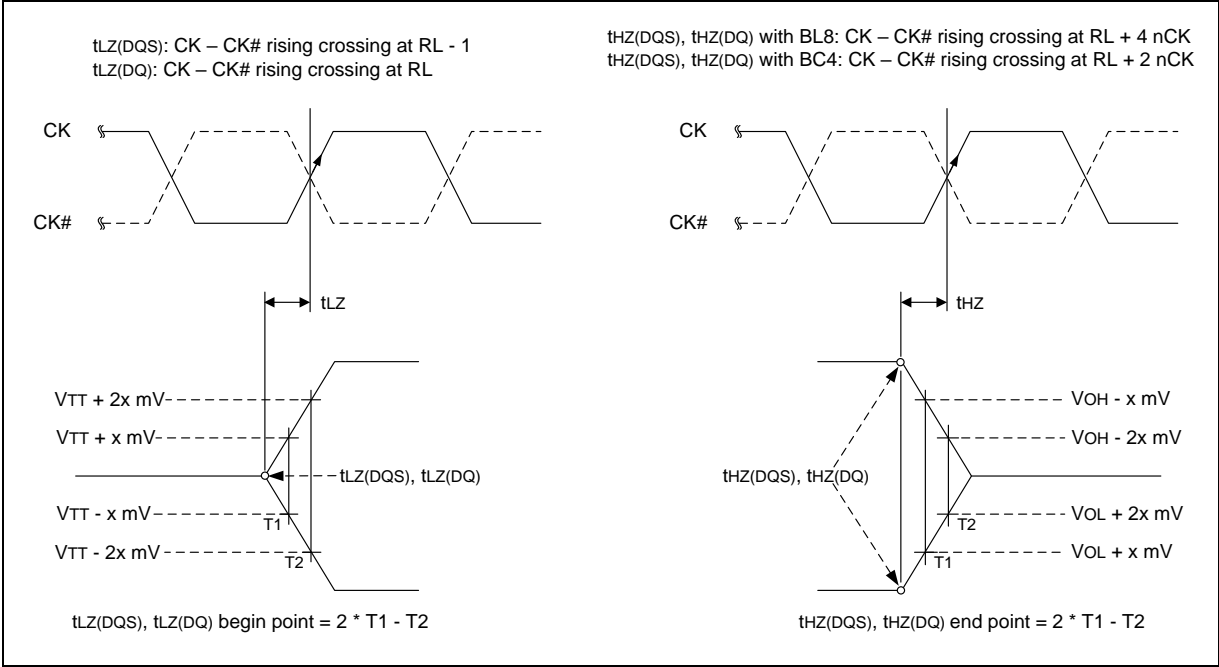 tLZ(DQS): CK – CK# rising crossing at RL - 1
tLZ(DQ): CK – CK# rising crossing at RL
CK
CK#
tLZ
VTT + 2x mV
VTT + x mV
tLZ(DQS), tLZ(DQ)
VTT - x mV
T1
VTT - 2x mV
T2
tLZ(DQS), tLZ(DQ) begin point = 2 * T1 - T2
tHZ(DQS), tHZ(DQ) with BL8: CK – CK# rising crossing at RL + 4 nCK
tHZ(DQS), tHZ(DQ) with BC4: CK – CK# rising crossing at RL + 2 nCK
CK
CK#
tHZ
VOH - x mV
VOH - 2x mV
tHZ(DQS), tHZ(DQ)
VOL + 2x mV
T2
VOL + x mV
T1
tHZ(DQS), tHZ(DQ) end point = 2 * T1 - T2